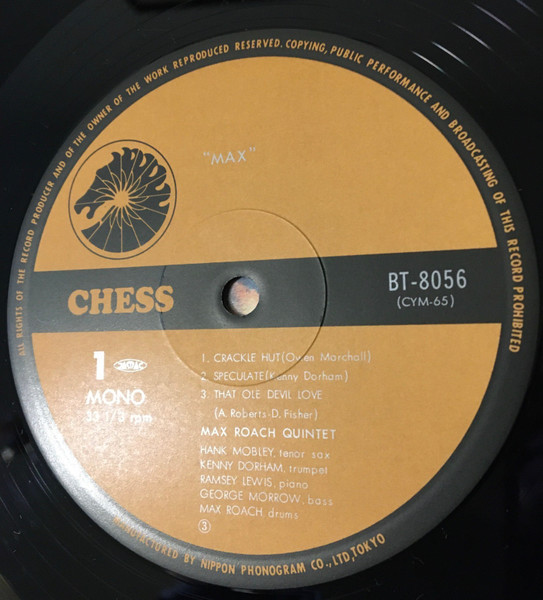 ALL RIGHTS OF THE RECORD PRODUCER AND OF THE OWNER OF THE WORK REPRODUCED RESERVED. COPYING, PUBLIC PERFORMANCE AND BROADCASTING OF THIS RECORD PROHIBITED
"MAX"
CHESS
BT-8056
(CYM-65)
1
MONO
33 1/3 rpm
1. CRACKLE HUT(Owen Marchall)
2. SPECULATE(Kenny Dorham)
3. THAT OLE DEVIL LOVE
(A. Roberts-D. Fisher)
MAX ROACH QUINTET
HANK MOBLEY, tenor sax
KENNY DORHAM, trumpet
RAMSEY LEWIS, piano
GEORGE MORROW, bass
MAX ROACH, drums
③
MANUFACTURED BY NIPPON PHONOGRAM CO., LTD, TOKYO